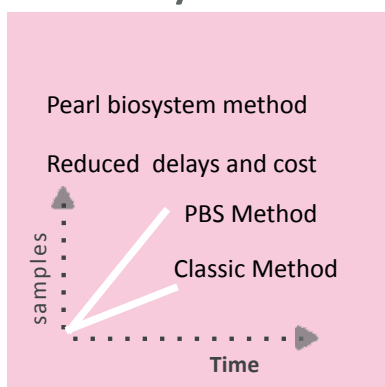 Pearl biosystem method
Reduced delays and cost
PBS Method
Classic Method
samples
Time